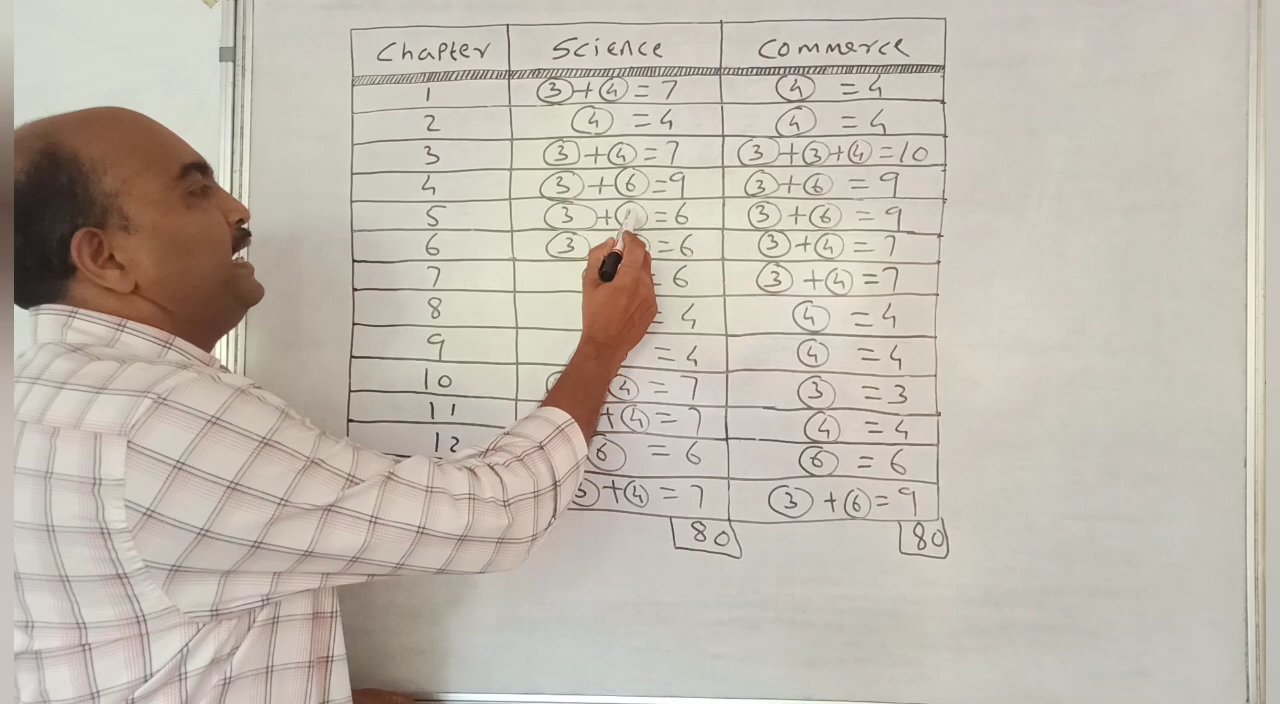 Chapter Science Commerce
1 3 + 4 = 7 4 = 4
2 4 = 4 4 = 4
3 3 + 4 = 7 3 + 3 + 4 = 10
4 3 + 6 = 9 3 + 6 = 9
5 3 + = 6 3 + 6 = 9
6 3 = 6 3 + 4 = 7
7 = 6 3 + 4 = 7
8 = 4 4 = 4
9 = 4 4 = 4
10 4 = 7 3 = 3
11 + 4 = 7 4 = 4
12 6 = 6 6 = 6
3 + 4 = 7 3 + 6 = 9
80 80